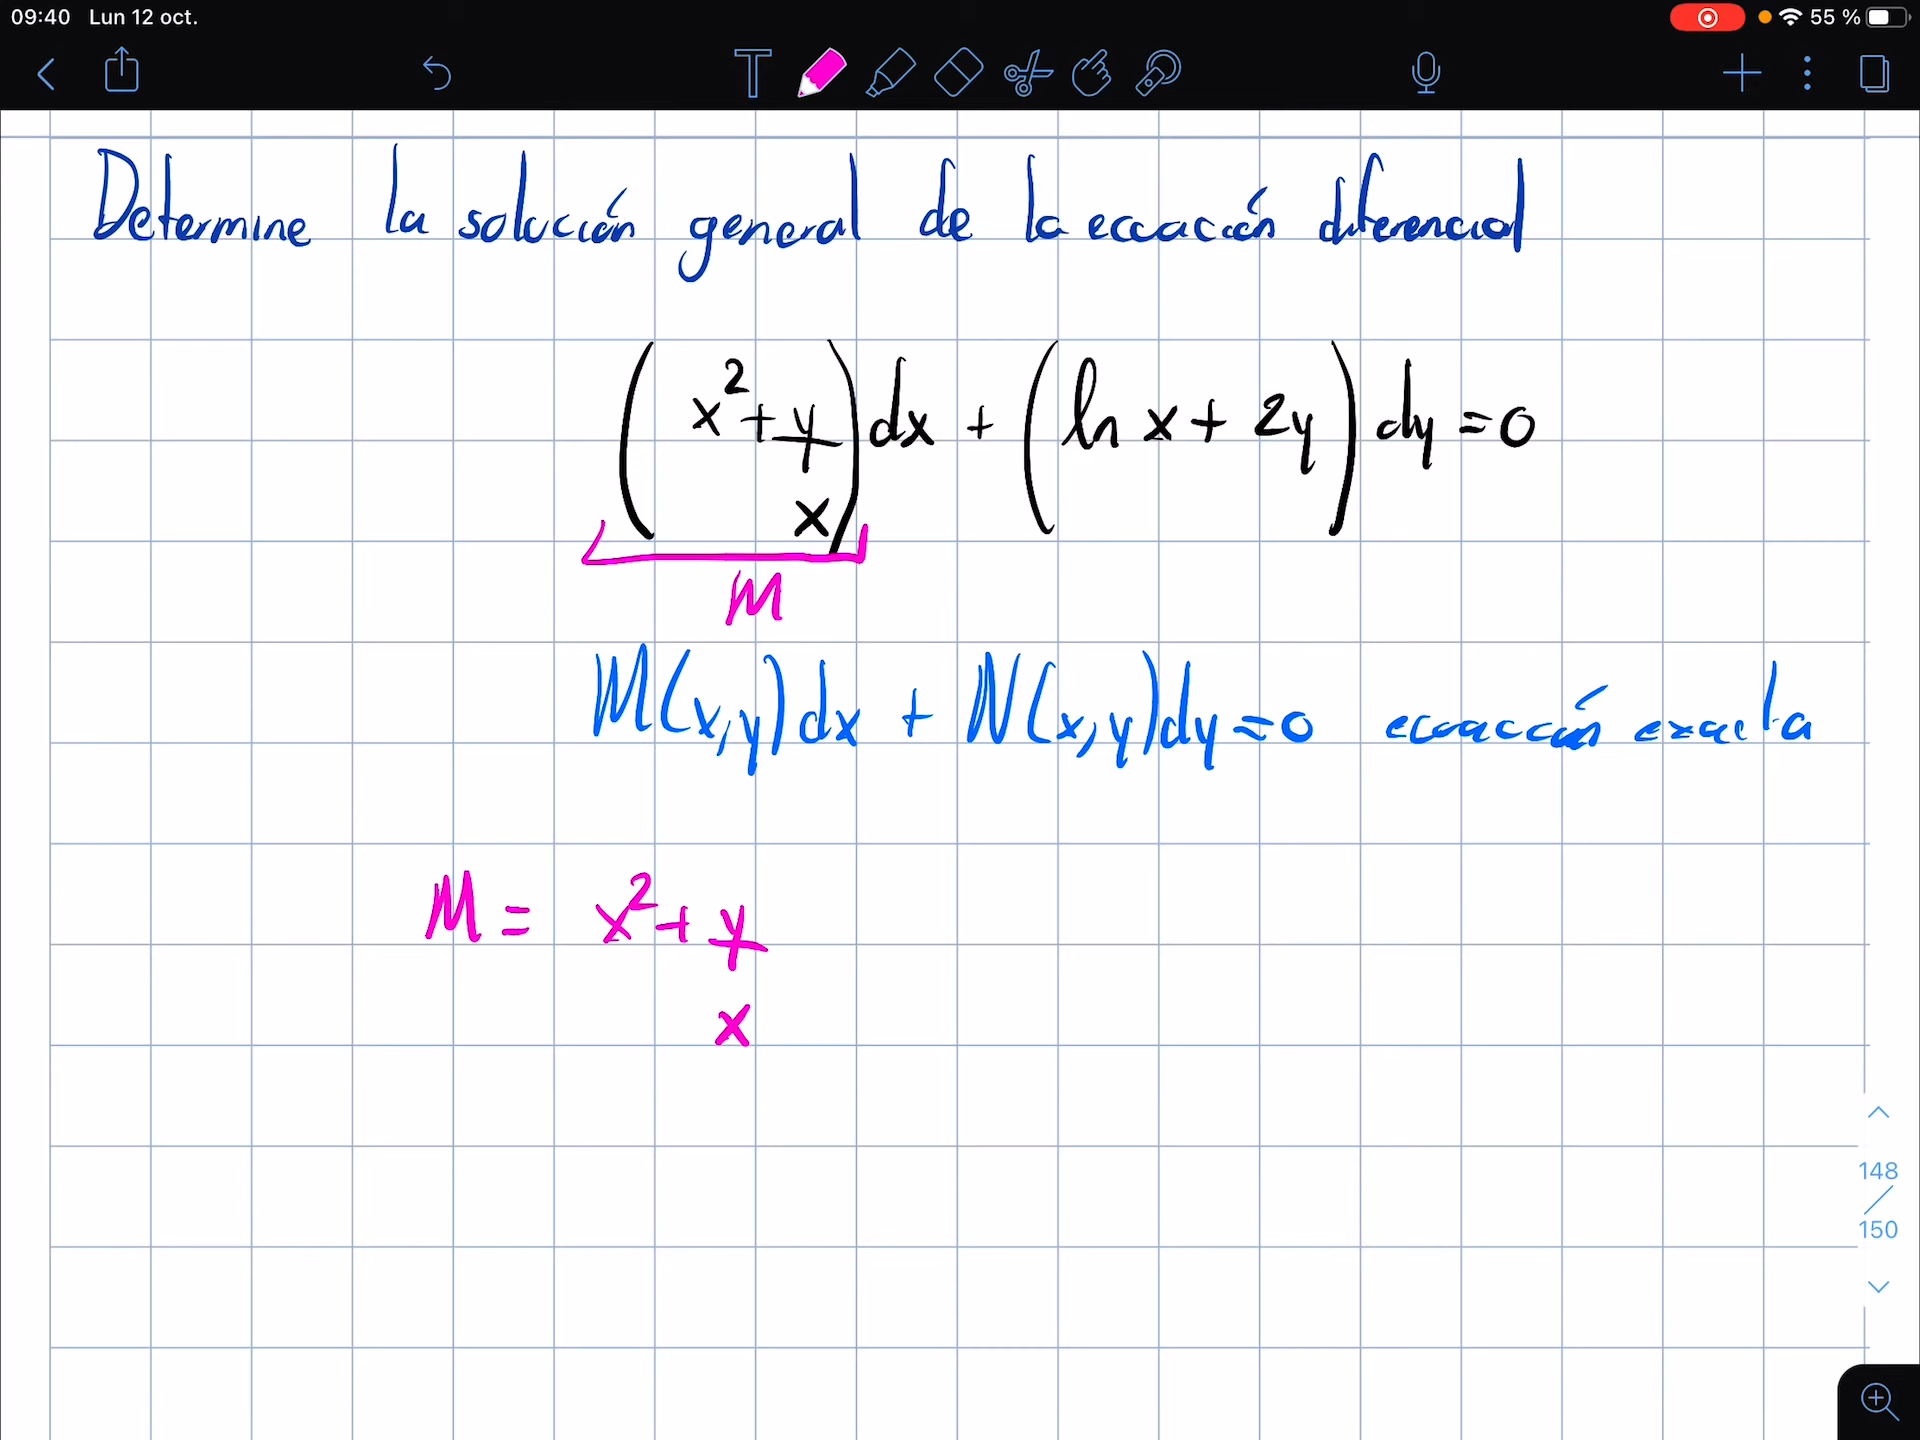 09:40 Lun 12 oct.
55 %
T
Determine la solución general de la ecuación diferencial
(x² + y/x) dx + (ln x + 2y) dy = 0
M
M(x,y)dx + N(x,y)dy = 0 ecuación exacta
M = x² + y/x
148
/
150